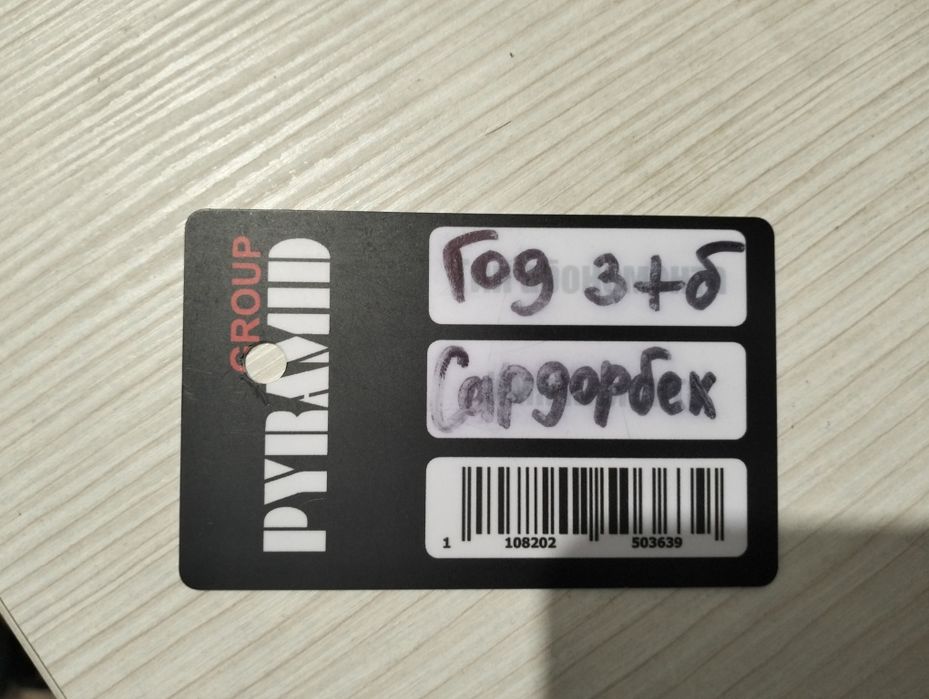 GROUP
PYRAMID
Год 3+б
Сардорбек
1 108202 503639